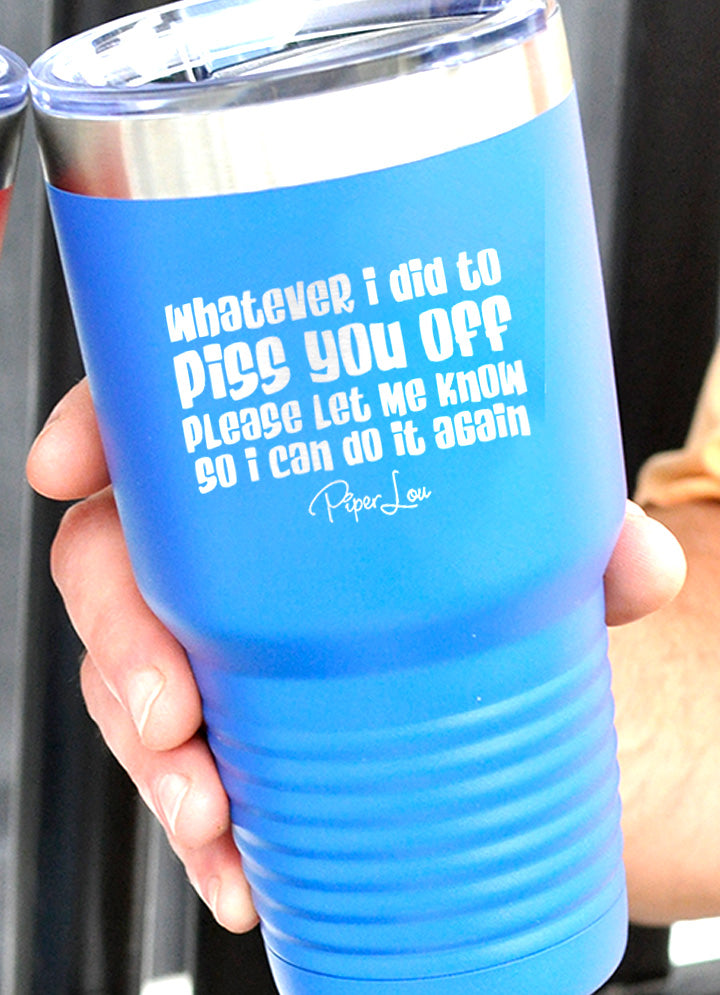 Whatever i did to
Piss you off
Please Let Me Know
So i can do it again
Piper Lou